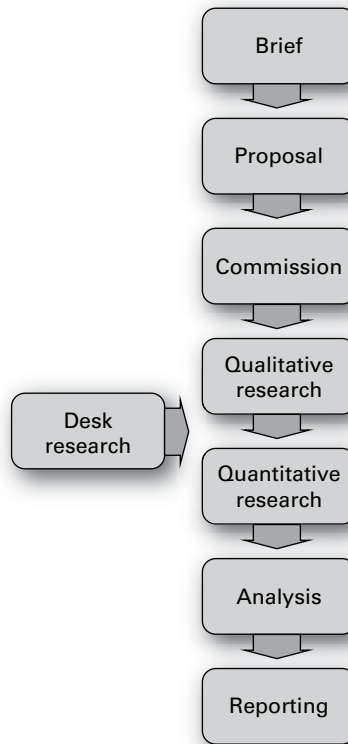 Brief
Proposal
Commission
Qualitative
research
Desk
research
Quantitative
research
Analysis
Reporting